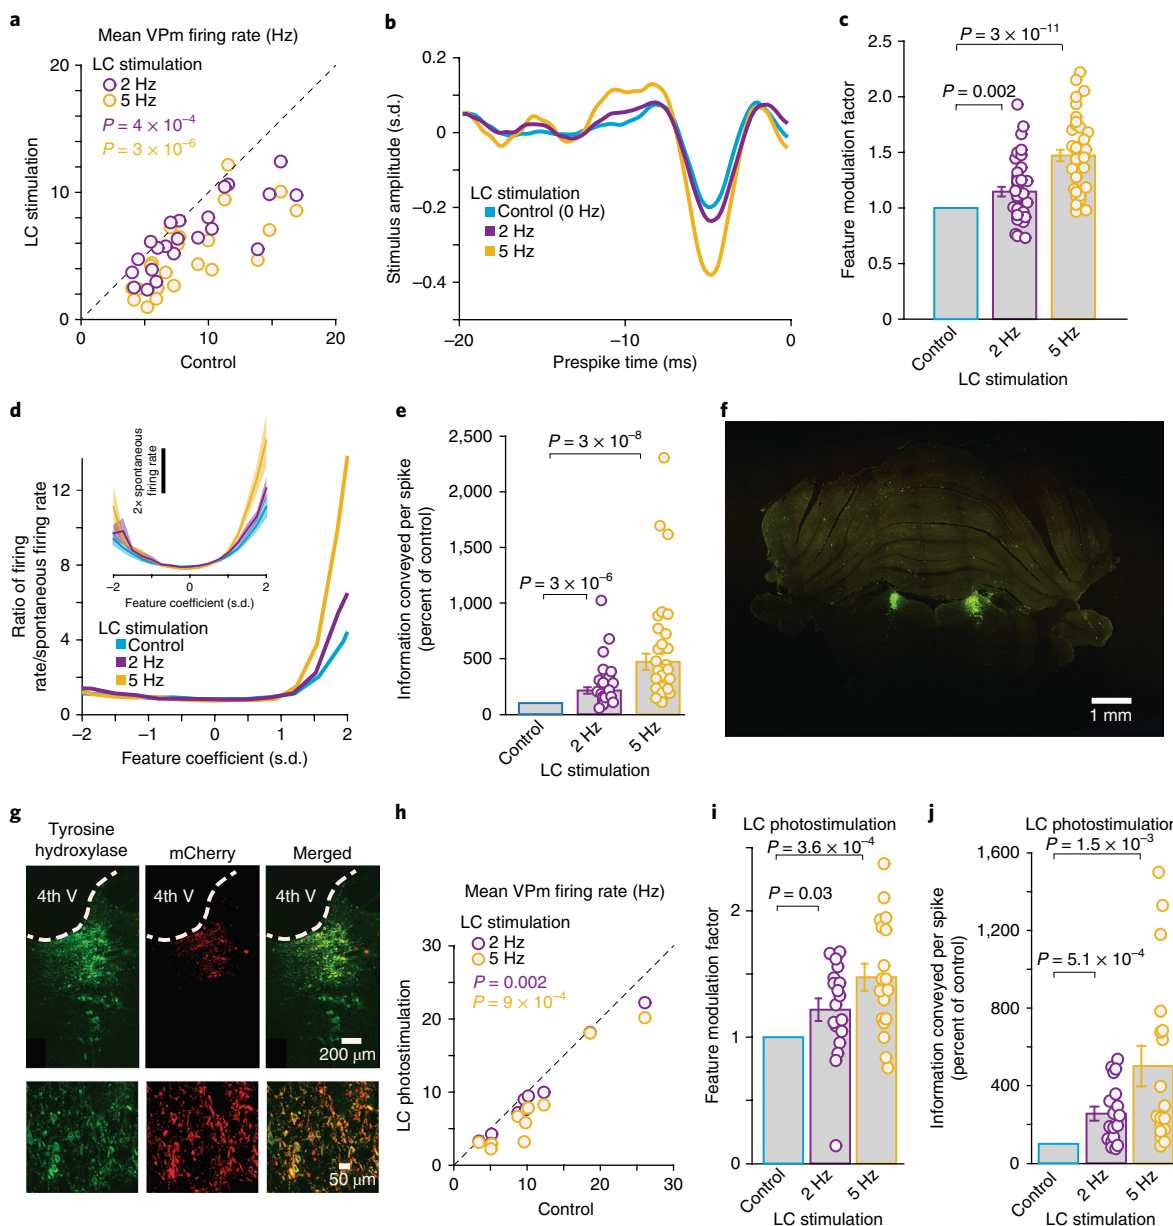 a
Mean VPm firing rate (Hz)
LC stimulation
2 Hz
5 Hz
P = 4 × 10⁻⁴
P = 3 × 10⁻⁶
20
10
0
LC stimulation
0
10
20
Control
b
0.2
0
−0.2
−0.4
Stimulus amplitude (s.d.)
LC stimulation
Control (0 Hz)
2 Hz
5 Hz
−20
−10
0
Prespike time (ms)
c
P = 3 × 10⁻¹¹
P = 0.002
2.5
2.0
1.5
1.0
0.5
0
Feature modulation factor
Control
2 Hz
5 Hz
LC stimulation
d
12
8
4
0
Ratio of firing
rate/spontaneous firing rate
2× spontaneous
firing rate
−2
0
2
Feature coefficient (s.d.)
LC stimulation
Control
2 Hz
5 Hz
−2
−1
0
1
2
Feature coefficient (s.d.)
e
2,500
2,000
1,500
1,000
500
0
P = 3 × 10⁻⁸
P = 3 × 10⁻⁶
Information conveyed per spike
(percent of control)
Control
2 Hz
5 Hz
LC stimulation
f
1 mm
g
Tyrosine
hydroxylase
mCherry
Merged
4th V
4th V
4th V
200 μm
50 μm
h
Mean VPm firing rate (Hz)
LC stimulation
2 Hz
5 Hz
P = 0.002
P = 9 × 10⁻⁴
30
20
10
0
LC photostimulation
0
10
20
30
Control
i
LC photostimulation
P = 3.6 × 10⁻⁴
P = 0.03
2
1
0
Feature modulation factor
Control
2 Hz
5 Hz
LC stimulation
j
LC photostimulation
P = 1.5 × 10⁻³
P = 5.1 × 10⁻⁴
1,600
1,200
800
400
0
Information conveyed per spike
(percent of control)
Control
2 Hz
5 Hz
LC stimulation